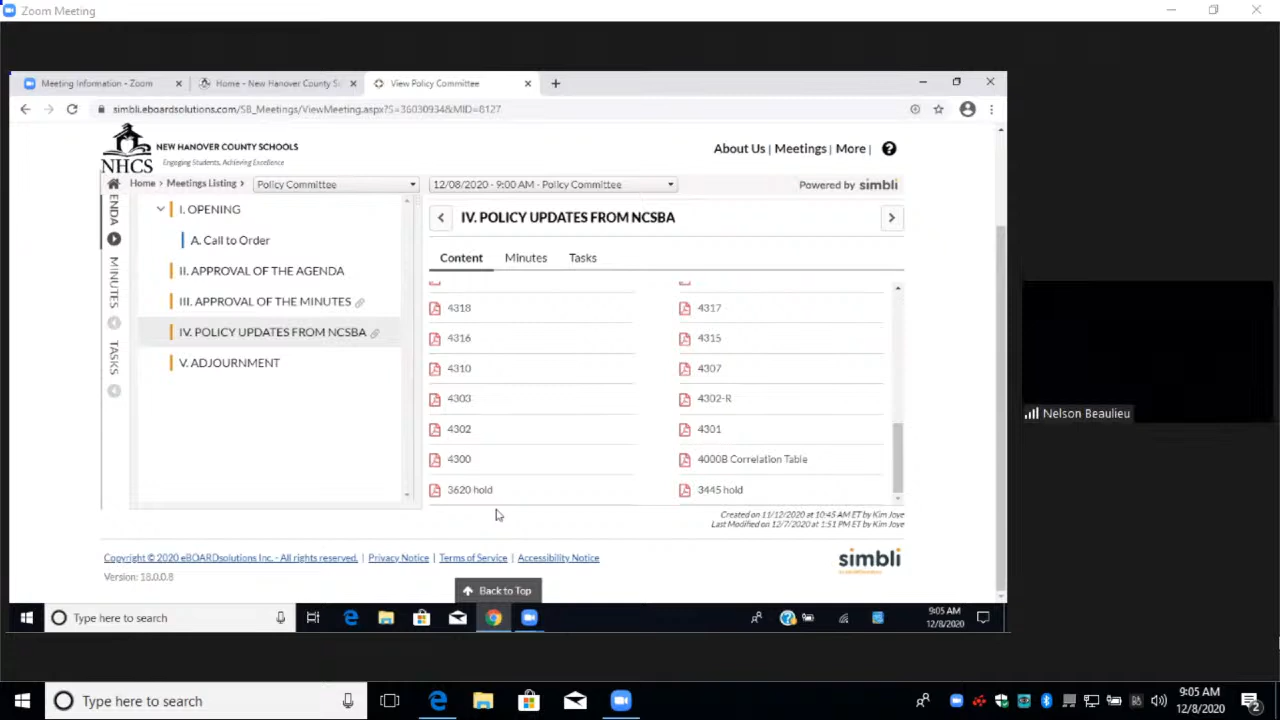 Zoom Meeting
Meeting Information - Zoom
Home - New Hanover County Sc
View Policy Committee
simbli.eboardsolutions.com/SB_Meetings/ViewMeeting.aspx?S=36030934&MID=8127
NHCS
NEW HANOVER COUNTY SCHOOLS
Engaging Students, Achieving Excellence
About Us | Meetings | More |
Home > Meetings Listing >
Policy Committee
12/08/2020 - 9:00 AM - Policy Committee
Powered by simbli
ENDA
MINUTES
TASKS
I. OPENING
A. Call to Order
II. APPROVAL OF THE AGENDA
III. APPROVAL OF THE MINUTES
IV. POLICY UPDATES FROM NCSBA
V. ADJOURNMENT
IV. POLICY UPDATES FROM NCSBA
Content Minutes Tasks
4318 4317
4316 4315
4310 4307
4303 4302-R
4302 4301
4300 4000B Correlation Table
3620 hold 3445 hold
Created on 11/12/2020 at 10:45 AM ET by Kim Joye
Last Modified on 12/7/2020 at 1:51 PM ET by Kim Joye
Copyright © 2020 eBOARDsolutions Inc. - All rights reserved. | Privacy Notice | Terms of Service | Accessibility Notice
Version: 18.0.0.8
simbli
Back to Top
Type here to search
9:05 AM
12/8/2020
Nelson Beaulieu
Type here to search
9:05 AM
12/8/2020
2